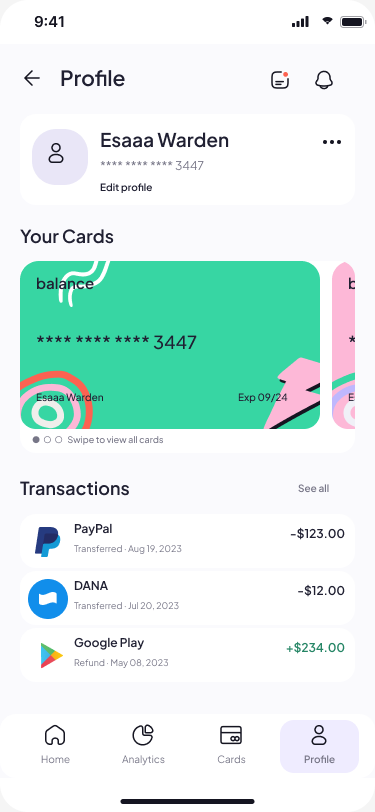 9:41
Profile
Esaaa Warden
**** **** **** 3447
Edit profile
Your Cards
balance
b
**** **** **** 3447
*
Esaaa Warden
Exp 09/24
E
Swipe to view all cards
Transactions
See all
PayPal
-$123.00
Transferred · Aug 19, 2023
DANA
-$12.00
Transferred · Jul 20, 2023
Google Play
+$234.00
Refund · May 08, 2023
Home
Analytics
Cards
Profile